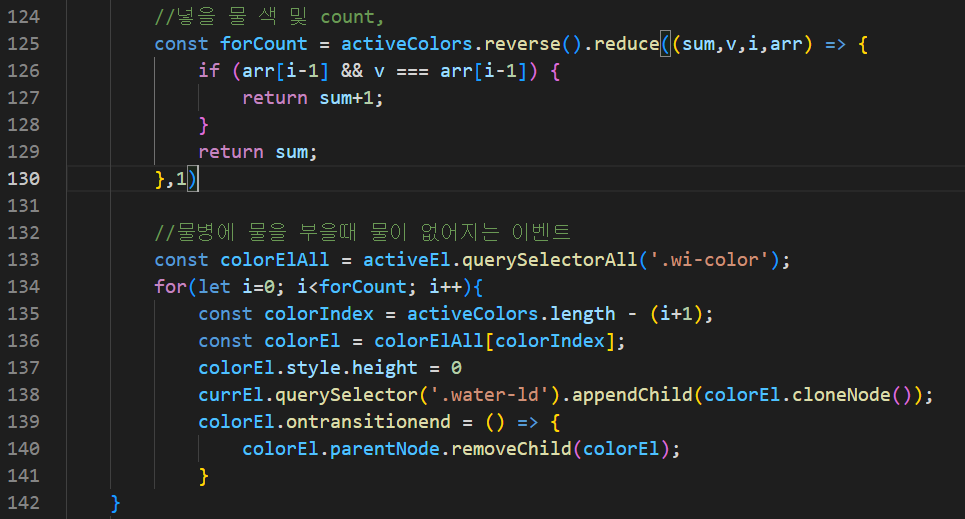 124 //넣을 물 색 및 count,
125 const forCount = activeColors.reverse().reduce((sum,v,i,arr) => {
126 if (arr[i-1] && v === arr[i-1]) {
127 return sum+1;
128 }
129 return sum;
130 },1)
131
132 //물병에 물을 부을때 물이 없어지는 이벤트
133 const colorElAll = activeEl.querySelectorAll('.wi-color');
134 for(let i=0; i<forCount; i++){
135 const colorIndex = activeColors.length - (i+1);
136 const colorEl = colorElAll[colorIndex];
137 colorEl.style.height = 0
138 currEl.querySelector('.water-ld').appendChild(colorEl.cloneNode());
139 colorEl.ontransitionend = () => {
140 colorEl.parentNode.removeChild(colorEl);
141 }
142 }